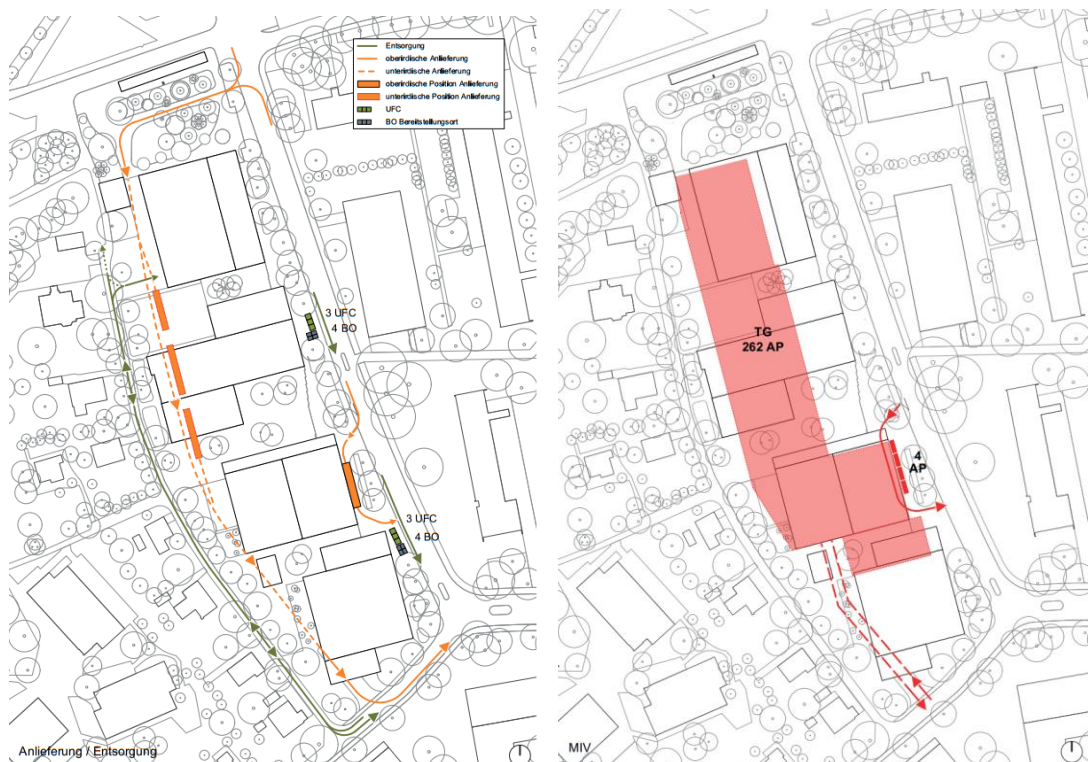 Entsorgung
oberirdische Anlieferung
unterirdische Anlieferung
oberirdische Position Anlieferung
unterirdische Position Anlieferung
UFC
BO Bereitstellungsort
3 UFC
4 BO
3 UFC
4 BO
Anlieferung / Entsorgung
TG
262 AP
4
AP
MIV